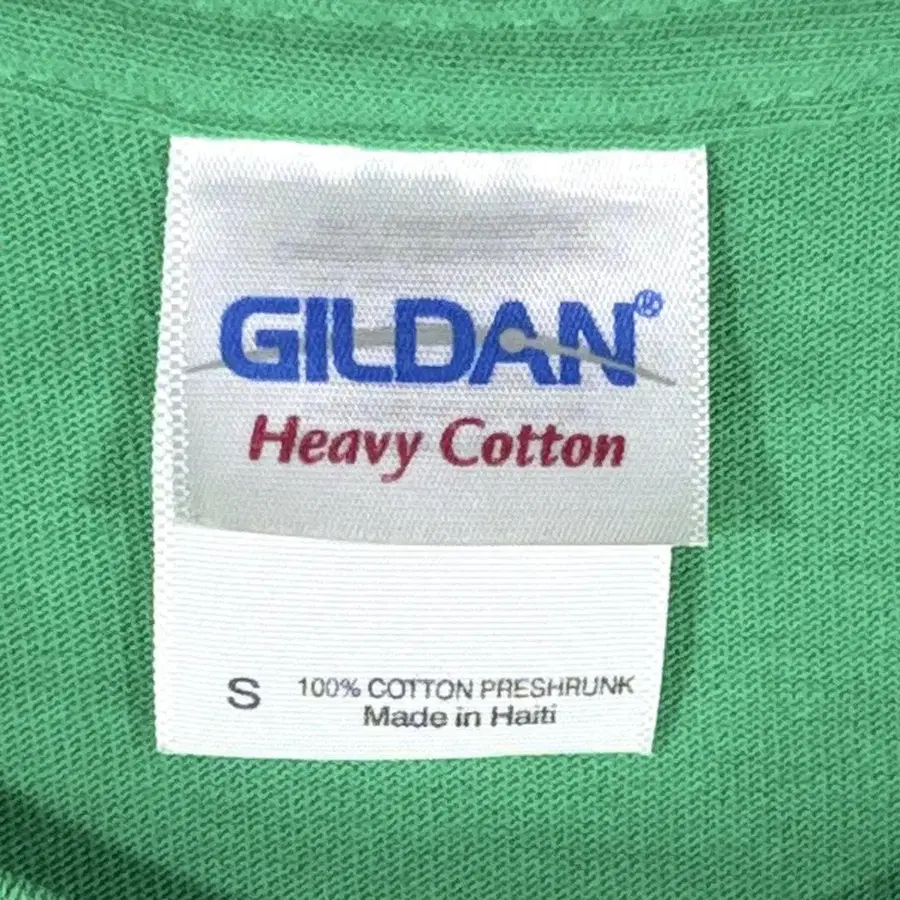 GILDAN®
Heavy Cotton
S 100% COTTON PRESHRUNK
Made in Haiti